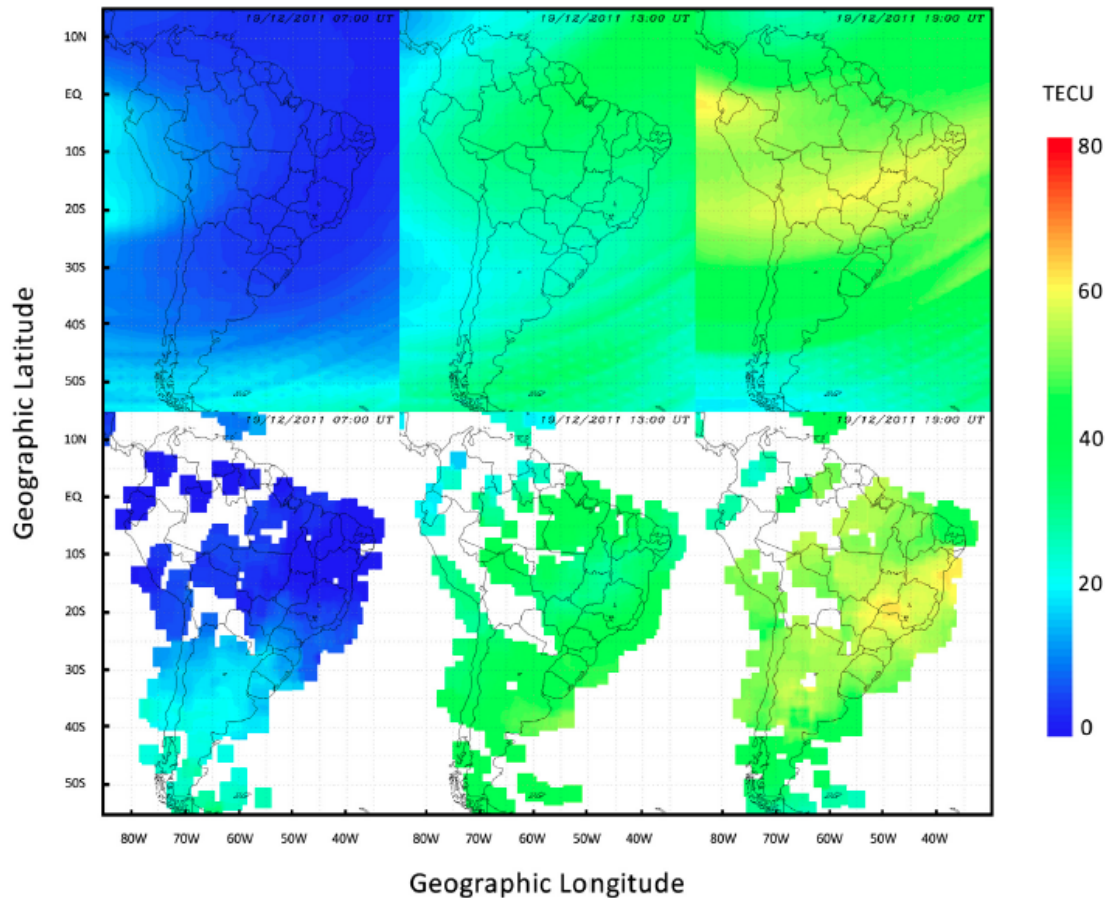 19/12/2011 07:00 UT 19/12/2011 13:00 UT 19/12/2011 19:00 UT
10N
EQ
10S
20S
30S
40S
50S
19/12/2011 07:00 UT 19/12/2011 13:00 UT 19/12/2011 19:00 UT
10N
EQ
10S
20S
30S
40S
50S
80W 70W 60W 50W 40W 80W 70W 60W 50W 40W 80W 70W 60W 50W 40W
Geographic Longitude
Geographic Latitude
TECU
80
60
40
20
0